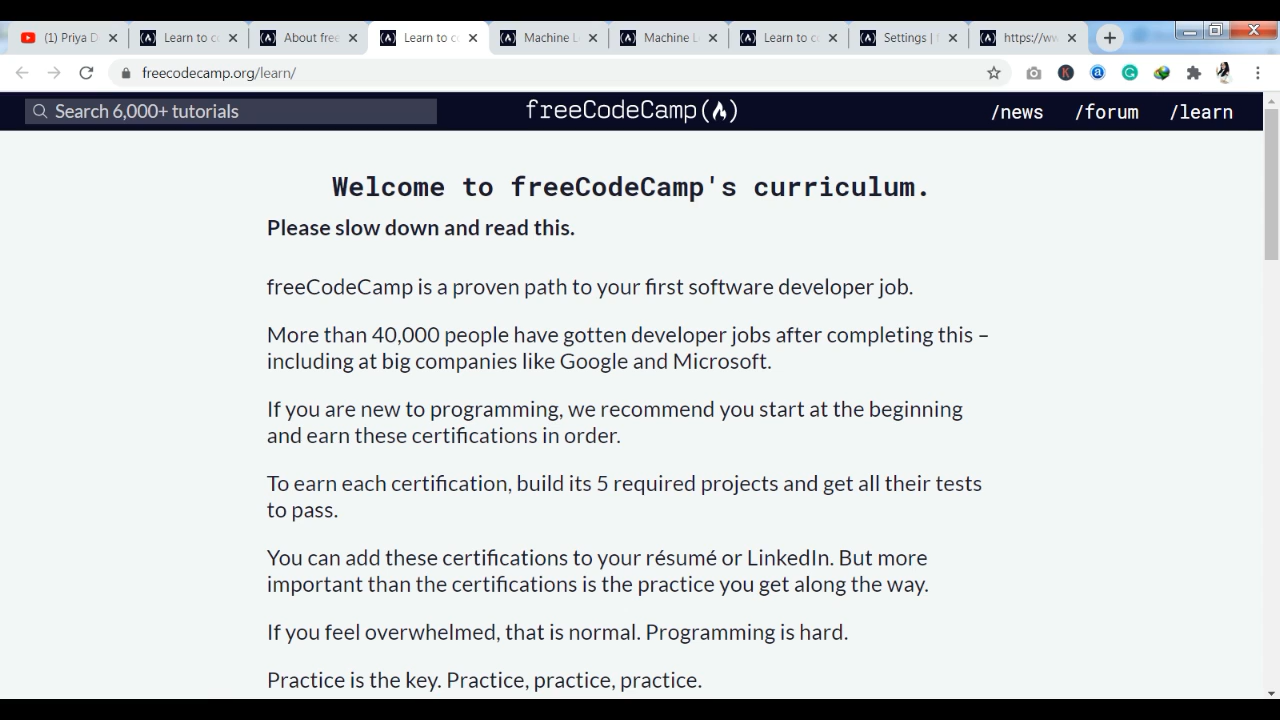 (1) Priya D
Learn to c
About free
Learn to c
Machine L
Machine L
Learn to c
Settings |
https://ww
freecodecamp.org/learn/
Search 6,000+ tutorials
freeCodeCamp
/news
/forum
/learn
Welcome to freeCodeCamp's curriculum.
Please slow down and read this.
freeCodeCamp is a proven path to your first software developer job.
More than 40,000 people have gotten developer jobs after completing this –
including at big companies like Google and Microsoft.
If you are new to programming, we recommend you start at the beginning
and earn these certifications in order.
To earn each certification, build its 5 required projects and get all their tests
to pass.
You can add these certifications to your résumé or LinkedIn. But more
important than the certifications is the practice you get along the way.
If you feel overwhelmed, that is normal. Programming is hard.
Practice is the key. Practice, practice, practice.